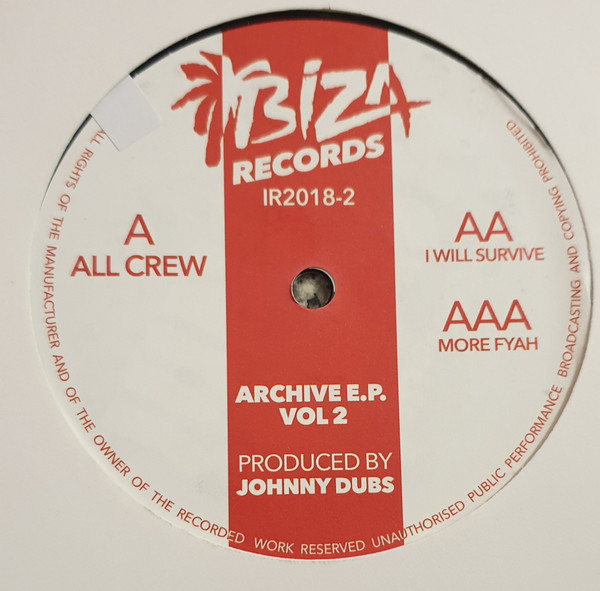 IBIZA
RECORDS
IR2018-2
A
ALL CREW
AA
I WILL SURVIVE
AAA
MORE FYAH
ARCHIVE E.P.
VOL 2
PRODUCED BY
JOHNNY DUBS
ALL RIGHTS OF THE MANUFACTURER AND OF THE OWNER OF THE RECORDED WORK RESERVED UNAUTHORISED PUBLIC PERFORMANCE BROADCASTING AND COPYING PROHIBITED